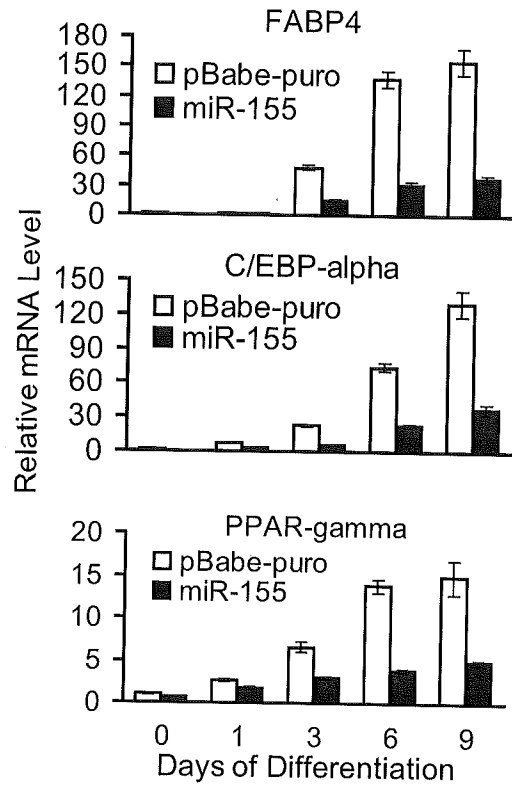 FABP4
180
150
120
90
60
30
0
pBabe-puro
miR-155
Relative mRNA Level
C/EBP-alpha
150
120
90
60
30
0
pBabe-puro
miR-155
PPAR-gamma
20
15
10
5
0
pBabe-puro
miR-155
0 1 3 6 9
Days of Differentiation